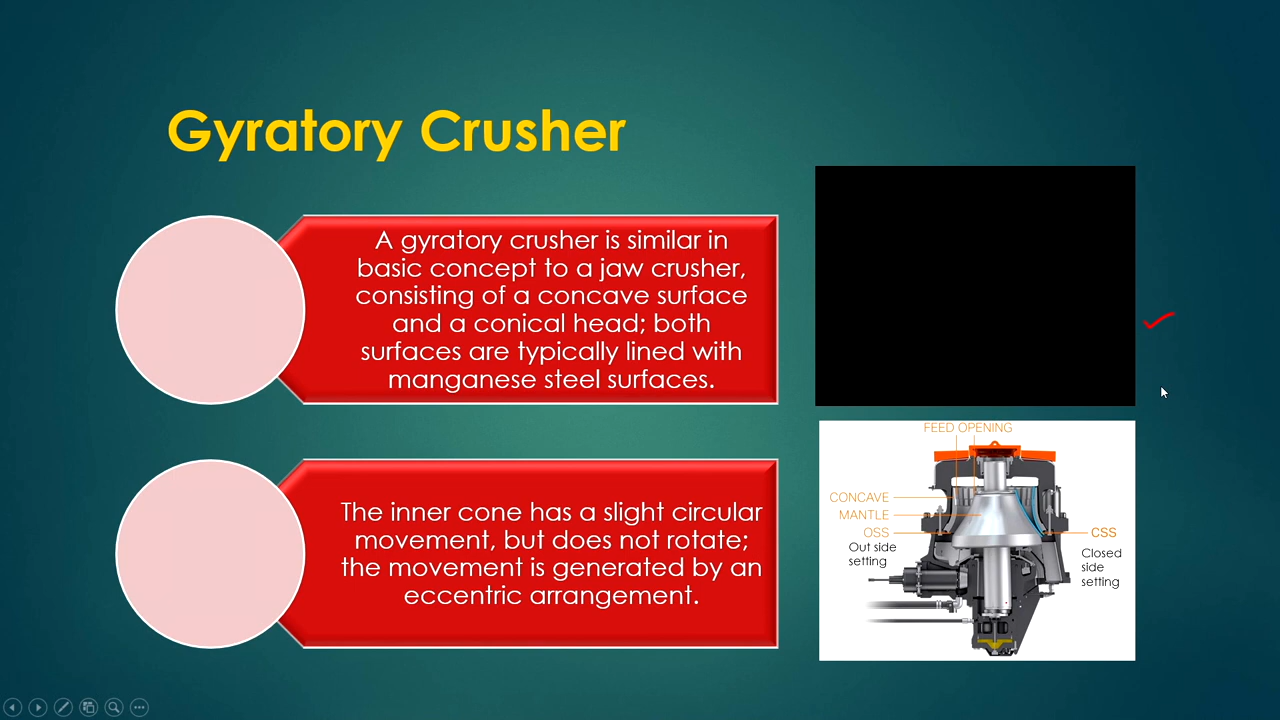 Gyratory Crusher
A gyratory crusher is similar in
basic concept to a jaw crusher,
consisting of a concave surface
and a conical head; both
surfaces are typically lined with
manganese steel surfaces.
The inner cone has a slight circular
movement, but does not rotate;
the movement is generated by an
eccentric arrangement.
FEED OPENING
CONCAVE
MANTLE
OSS
Out side
setting
CSS
Closed
side
setting